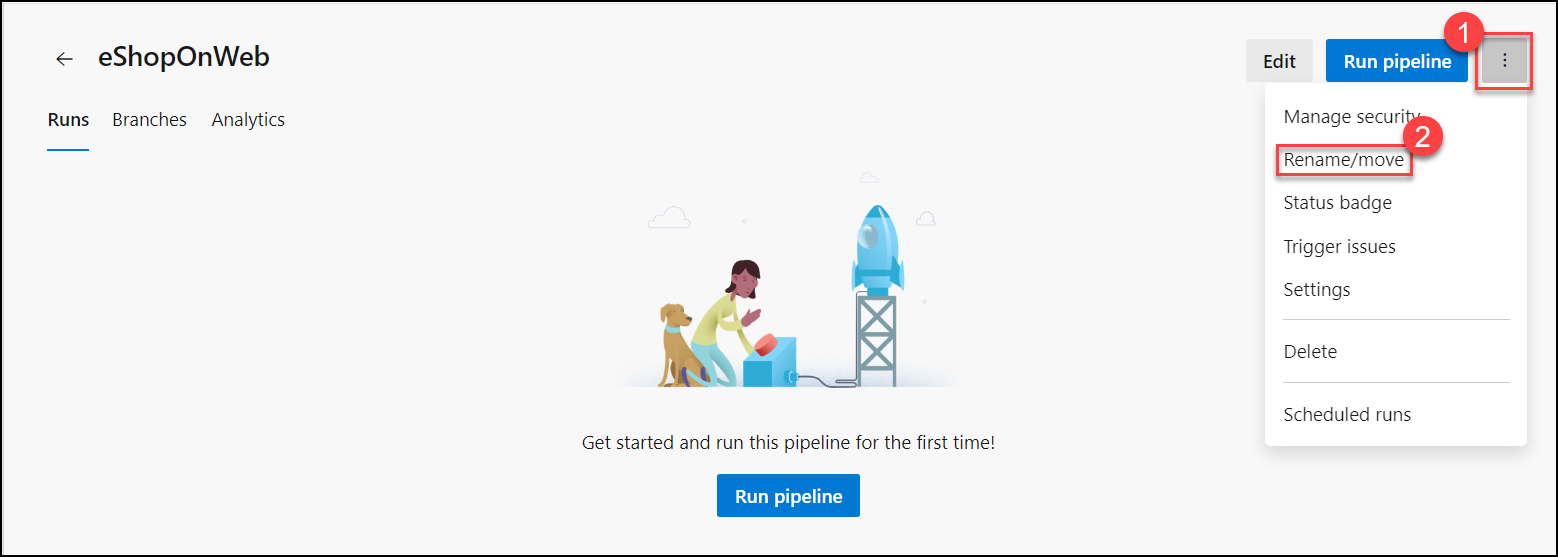 eShopOnWeb
Edit
Run pipeline
1
Runs
Branches
Analytics
Manage security
2
Rename/move
Status badge
Trigger issues
Settings
Delete
Scheduled runs
Get started and run this pipeline for the first time!
Run pipeline